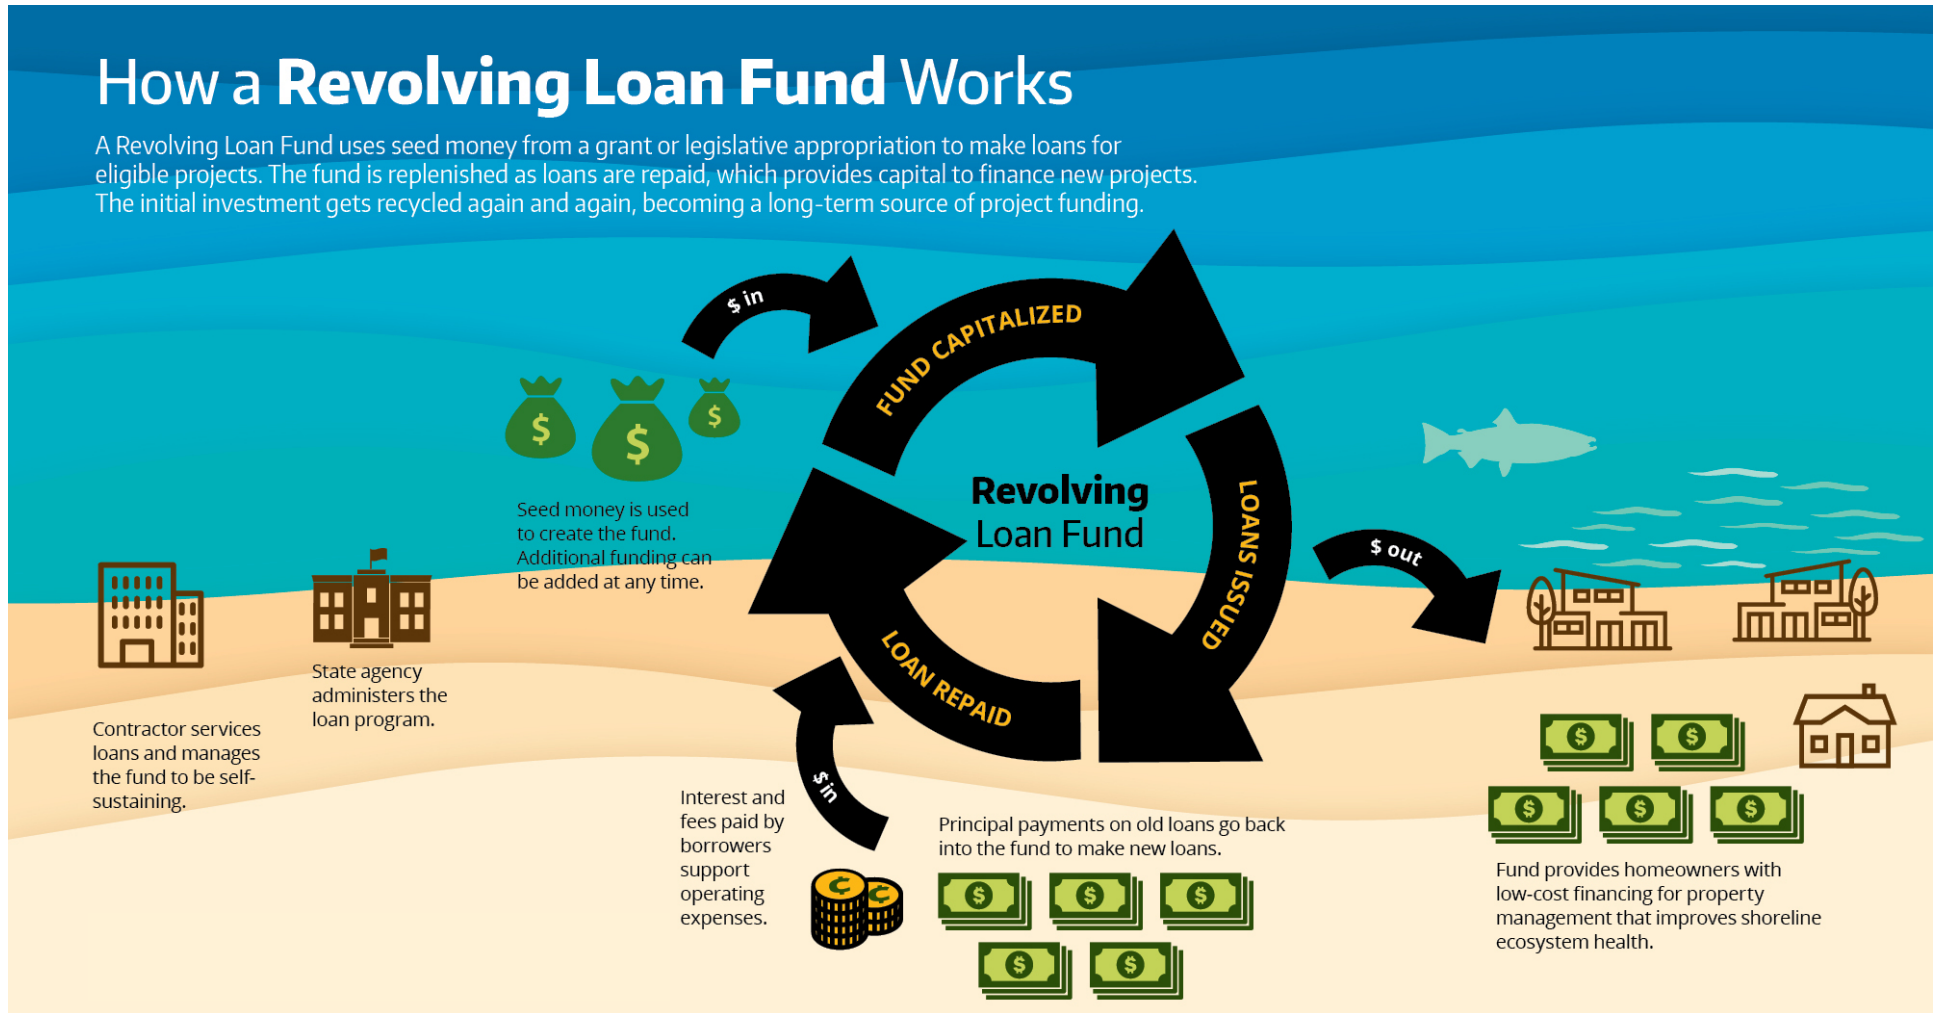 How a Revolving Loan Fund Works
A Revolving Loan Fund uses seed money from a grant or legislative appropriation to make loans for
eligible projects. The fund is replenished as loans are repaid, which provides capital to finance new projects.
The initial investment gets recycled again and again, becoming a long-term source of project funding.
$ in
FUND CAPITALIZED
$
$
$
Seed money is used
to create the fund.
Additional funding can
be added at any time.
Revolving
Loan Fund
LOANS ISSUED
$ out
LOAN REPAID
State agency
administers the
loan program.
Contractor services
loans and manages
the fund to be self-
sustaining.
$ in
Interest and
fees paid by
borrowers
support
operating
expenses.
¢
¢
Principal payments on old loans go back
into the fund to make new loans.
$
$
$
$
$
$
$
$
$
$
Fund provides homeowners with
low-cost financing for property
management that improves shoreline
ecosystem health.